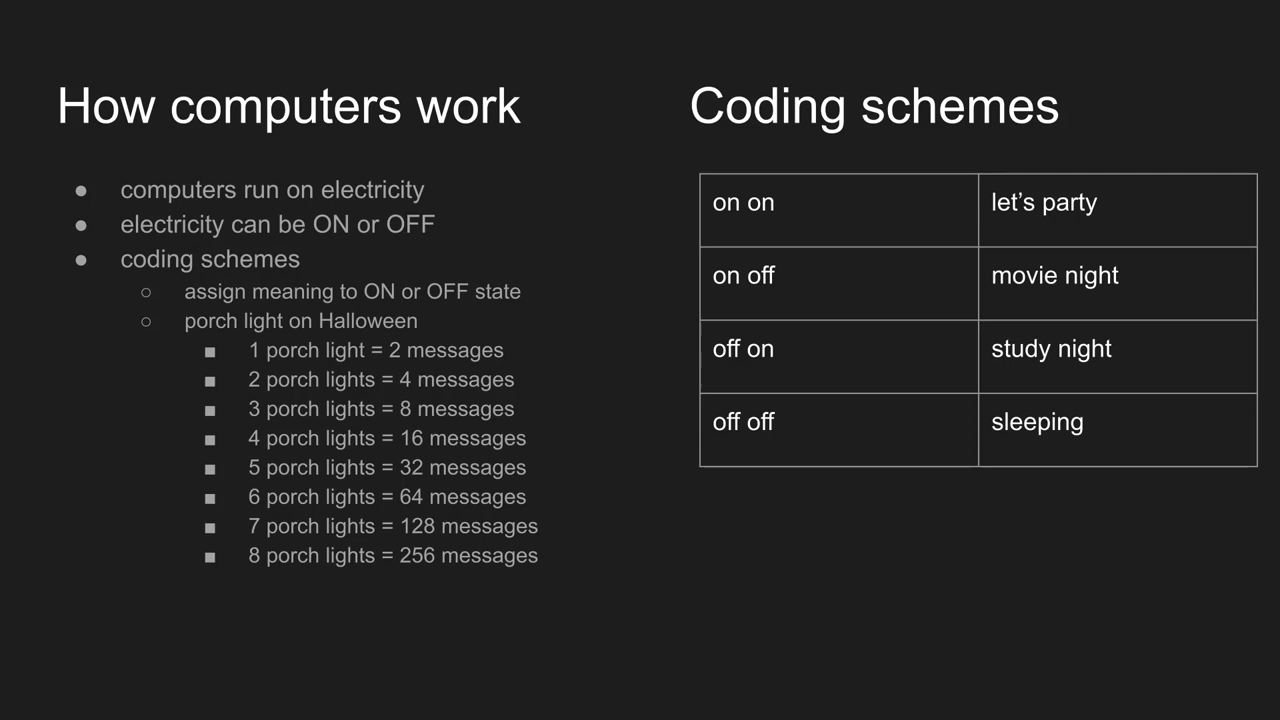 How computers work
● computers run on electricity
● electricity can be ON or OFF
● coding schemes
○ assign meaning to ON or OFF state
○ porch light on Halloween
■ 1 porch light = 2 messages
■ 2 porch lights = 4 messages
■ 3 porch lights = 8 messages
■ 4 porch lights = 16 messages
■ 5 porch lights = 32 messages
■ 6 porch lights = 64 messages
■ 7 porch lights = 128 messages
■ 8 porch lights = 256 messages
Coding schemes
on on let’s party
on off movie night
off on study night
off off sleeping